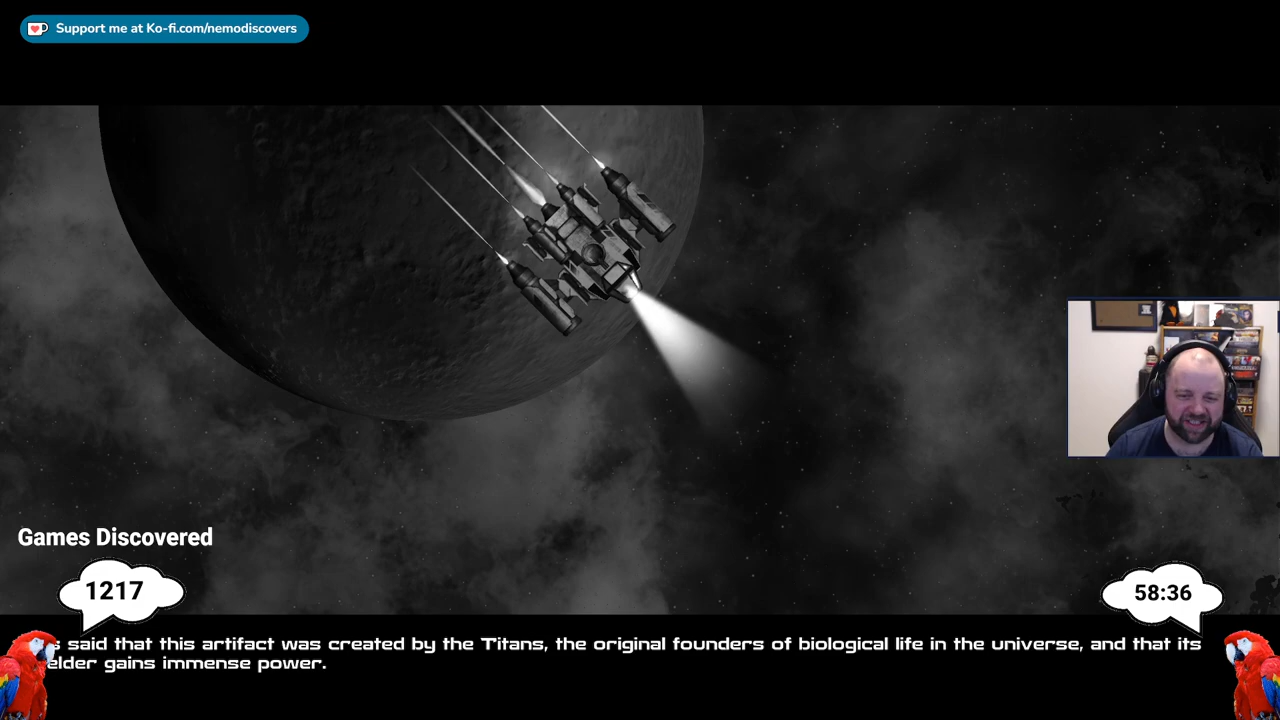 Support me at Ko-fi.com/nemodiscovers
Games Discovered
1217
58:36
s said that this artifact was created by the Titans, the original founders of biological life in the universe, and that its
elder gains immense power.